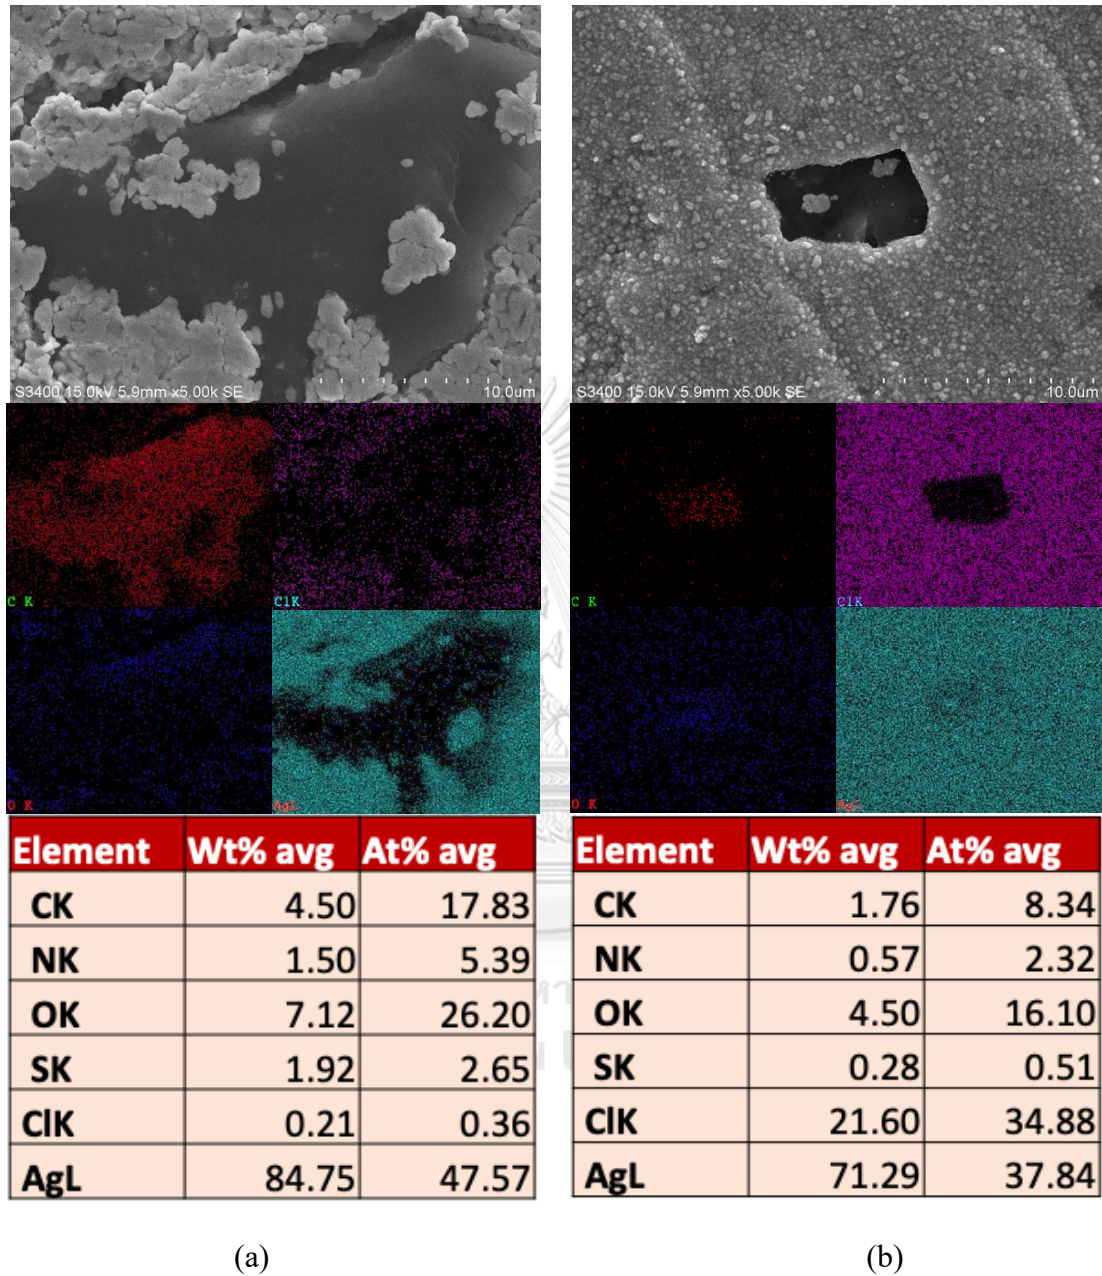 S3400 15.0kV 5.9mm x5.00k SE 10.0um
S3400 15.0kV 5.9mm x5.00k SE 10.0um
C K ClK
C K ClK
O K AgL
O K AgL
Element Wt% avg At% avg
CK 4.50 17.83
NK 1.50 5.39
OK 7.12 26.20
SK 1.92 2.65
ClK 0.21 0.36
AgL 84.75 47.57
Element Wt% avg At% avg
CK 1.76 8.34
NK 0.57 2.32
OK 4.50 16.10
SK 0.28 0.51
ClK 21.60 34.88
AgL 71.29 37.84
(a) (b)